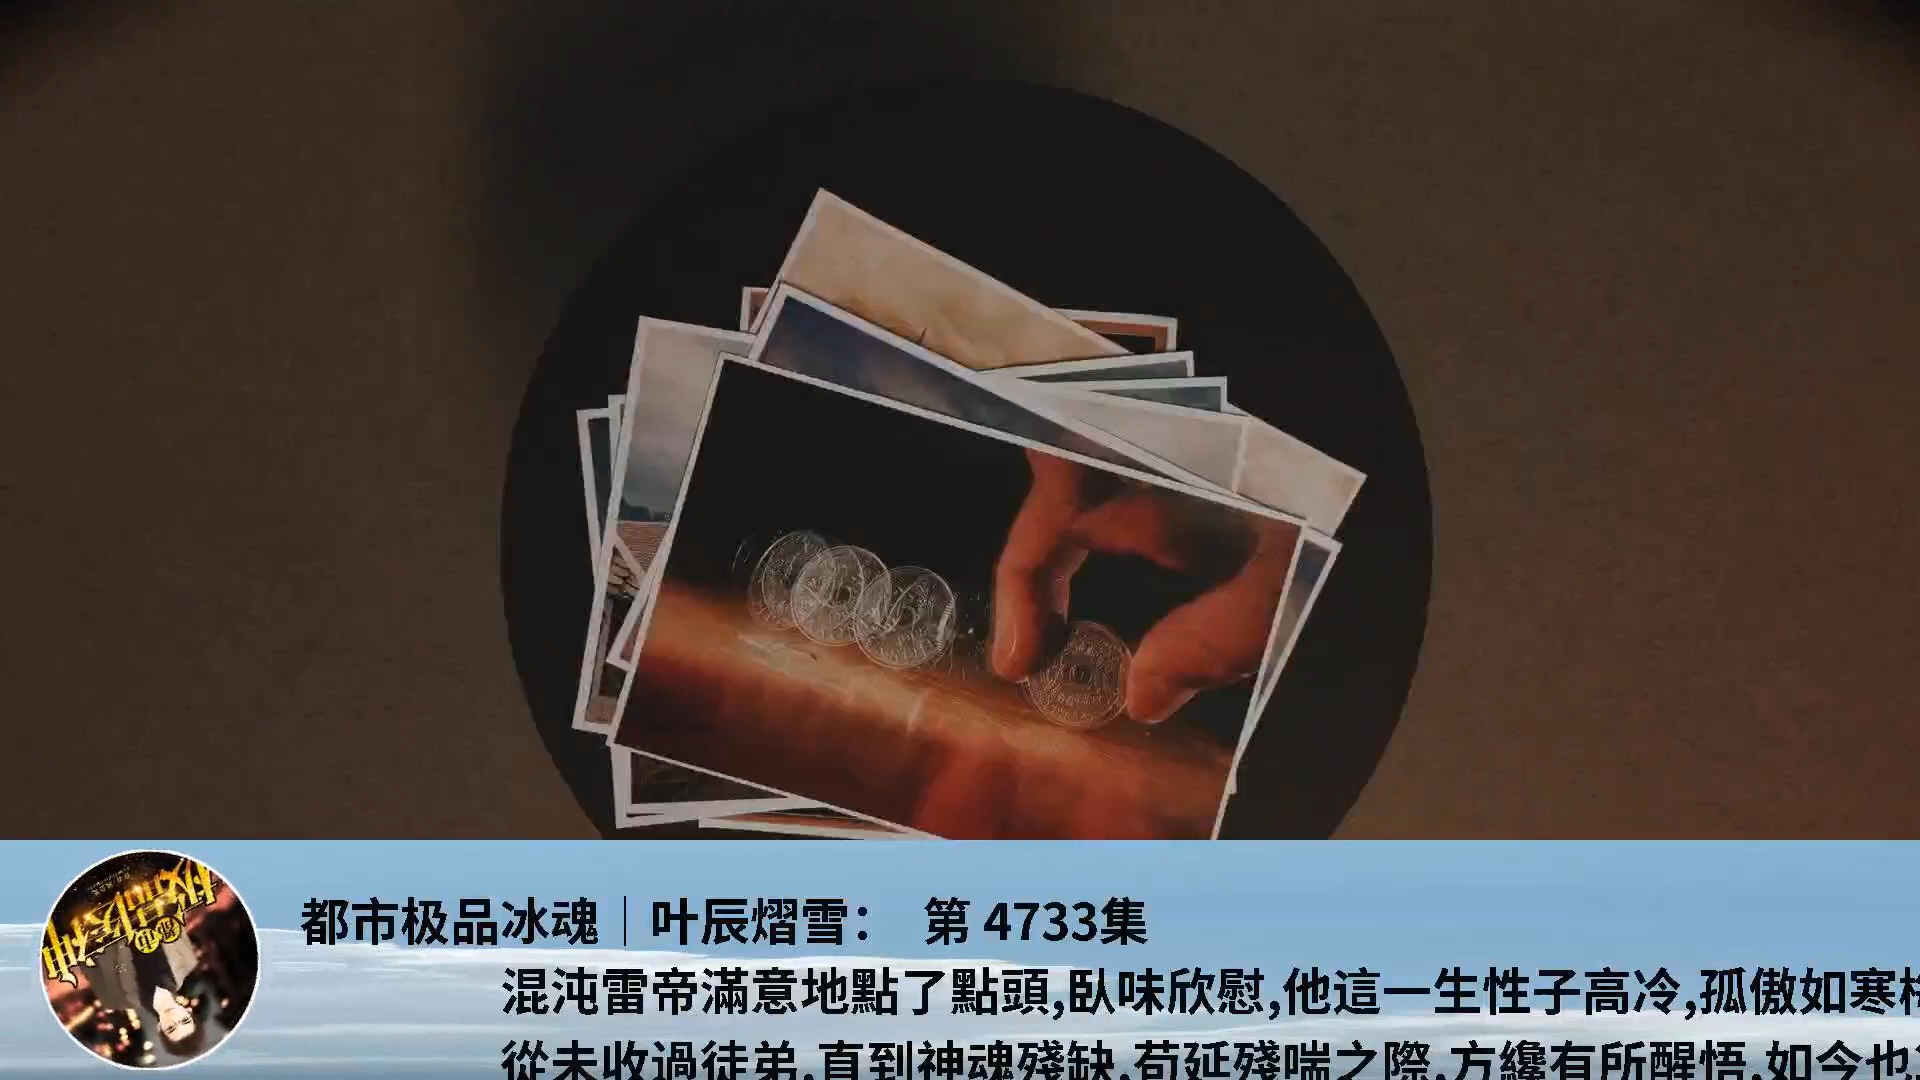 都市极品冰魂｜叶辰熠雪： 第 4733集
混沌雷帝滿意地點了點頭,臥味欣慰,他這一生性子高冷,孤傲如寒
從未收過徒弟,直到神魂殘缺,苟延殘喘之際,方纔有所醒悟,如今也